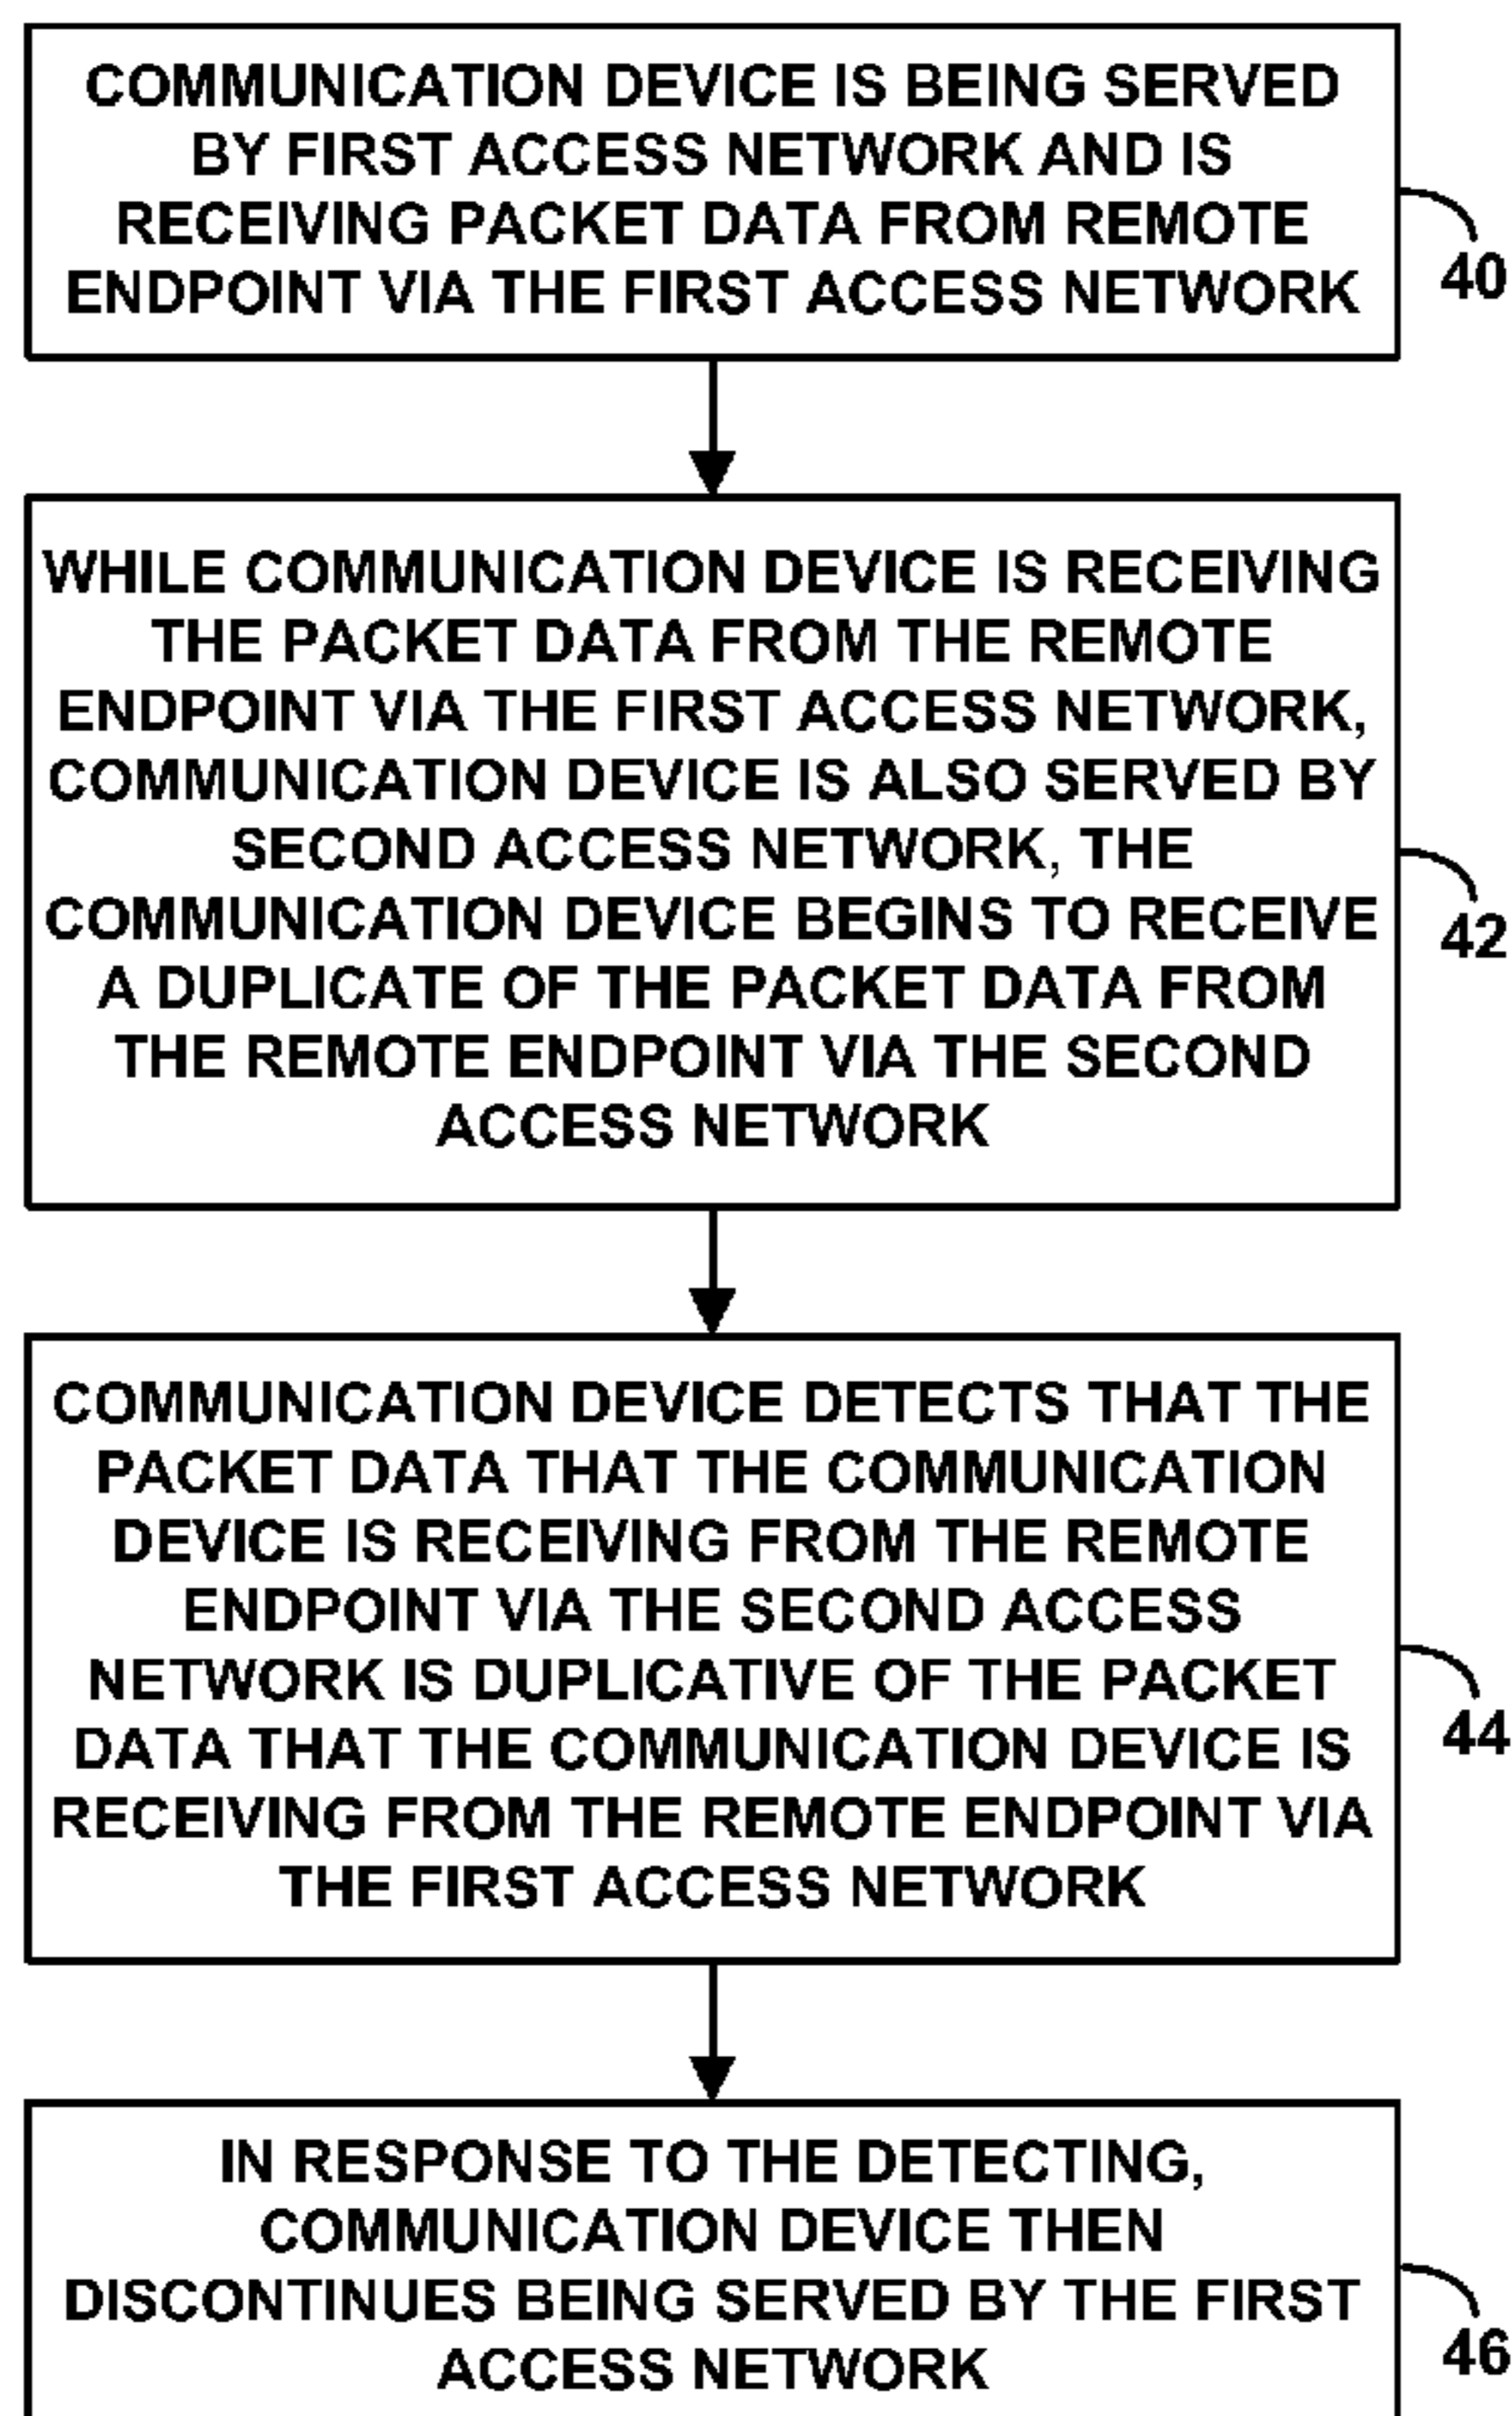 COMMUNICATION DEVICE IS BEING SERVED
BY FIRST ACCESS NETWORK AND IS
RECEIVING PACKET DATA FROM REMOTE
ENDPOINT VIA THE FIRST ACCESS NETWORK
40
WHILE COMMUNICATION DEVICE IS RECEIVING
THE PACKET DATA FROM THE REMOTE
ENDPOINT VIA THE FIRST ACCESS NETWORK,
COMMUNICATION DEVICE IS ALSO SERVED BY
SECOND ACCESS NETWORK, THE
COMMUNICATION DEVICE BEGINS TO RECEIVE
A DUPLICATE OF THE PACKET DATA FROM
THE REMOTE ENDPOINT VIA THE SECOND
ACCESS NETWORK
42
COMMUNICATION DEVICE DETECTS THAT THE
PACKET DATA THAT THE COMMUNICATION
DEVICE IS RECEIVING FROM THE REMOTE
ENDPOINT VIA THE SECOND ACCESS
NETWORK IS DUPLICATIVE OF THE PACKET
DATA THAT THE COMMUNICATION DEVICE IS
RECEIVING FROM THE REMOTE ENDPOINT VIA
THE FIRST ACCESS NETWORK
44
IN RESPONSE TO THE DETECTING,
COMMUNICATION DEVICE THEN
DISCONTINUES BEING SERVED BY THE FIRST
ACCESS NETWORK
46